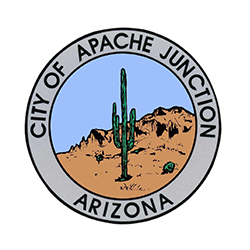 CITY OF APACHE JUNCTION
ARIZONA